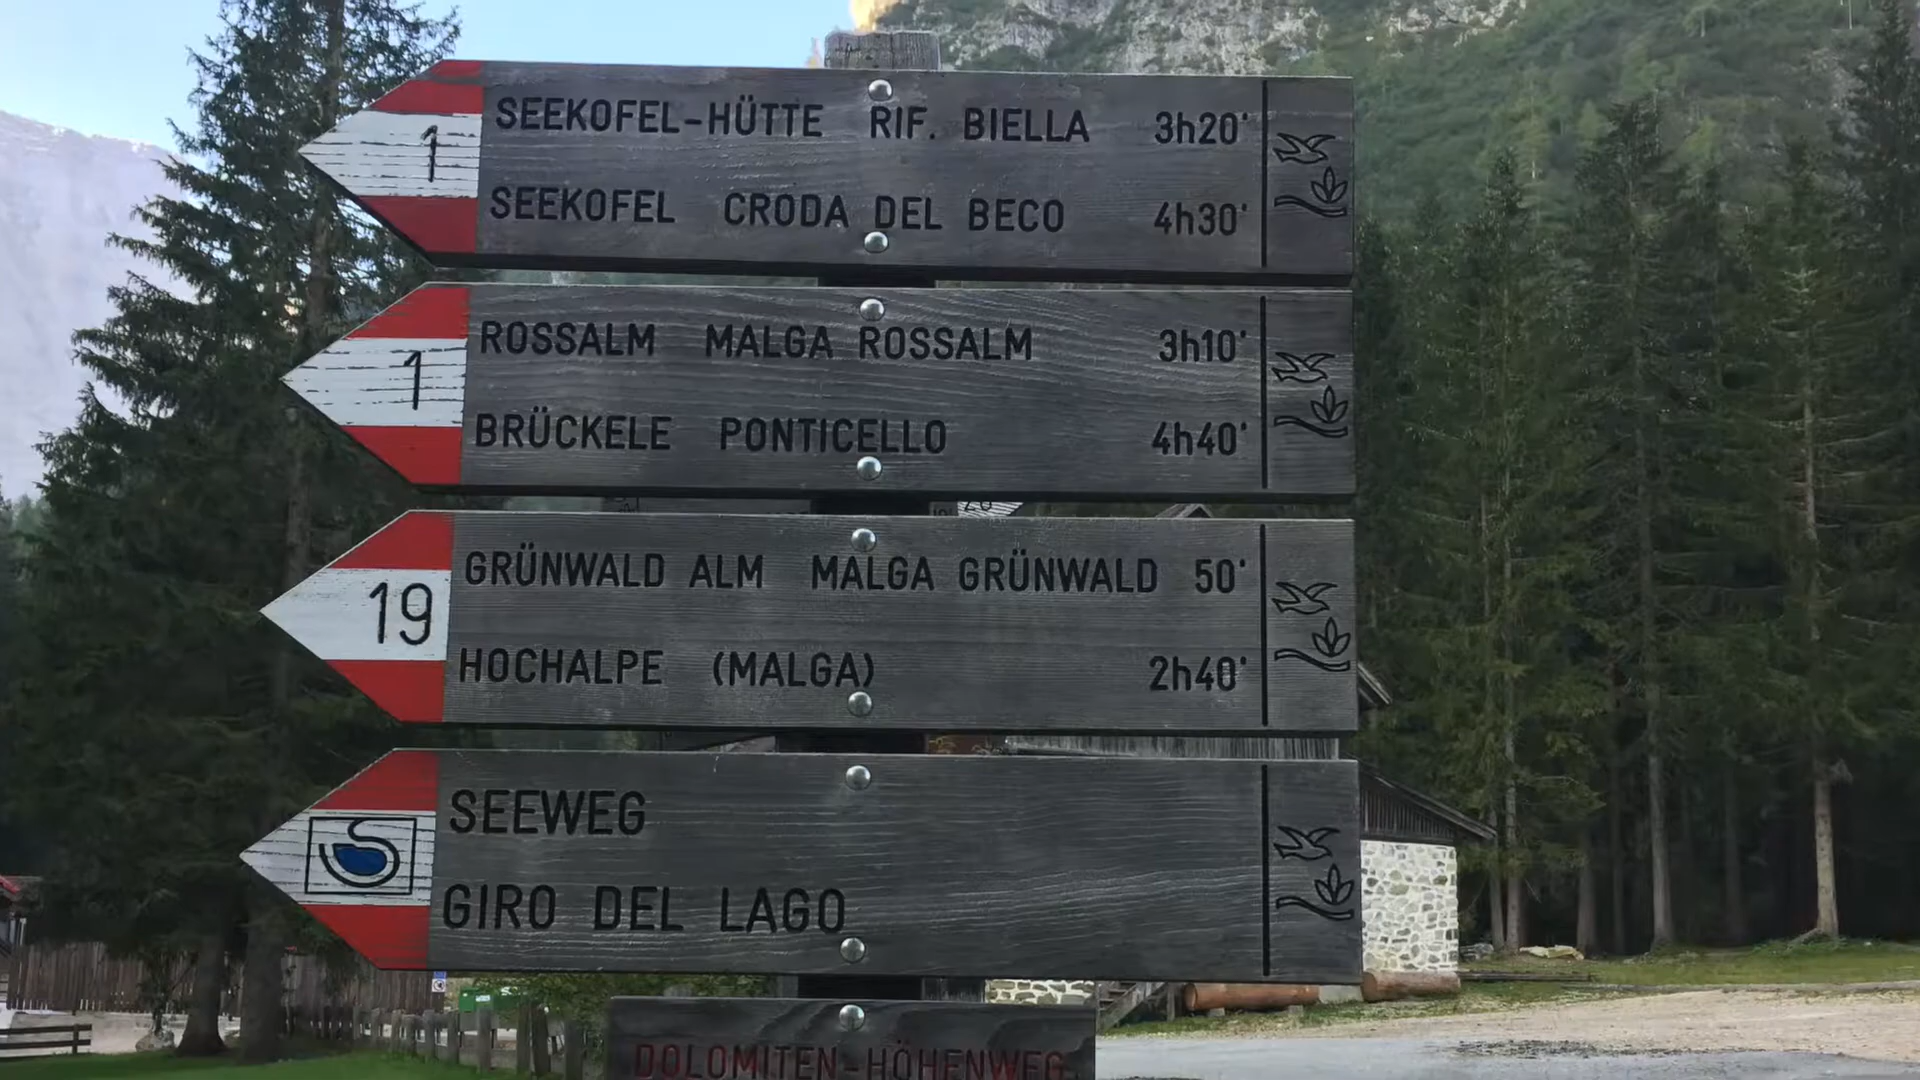 1 SEEKOFEL-HÜTTE RIF. BIELLA 3h20'
SEEKOFEL CRODA DEL BECO 4h30'
1 ROSSALM MALGA ROSSALM 3h10'
BRÜCKELE PONTICELLO 4h40'
19 GRÜNWALD ALM MALGA GRÜNWALD 50'
HOCHALPE (MALGA) 2h40'
SEEWEG
GIRO DEL LAGO
DOLOMITEN-HÖHENWEG